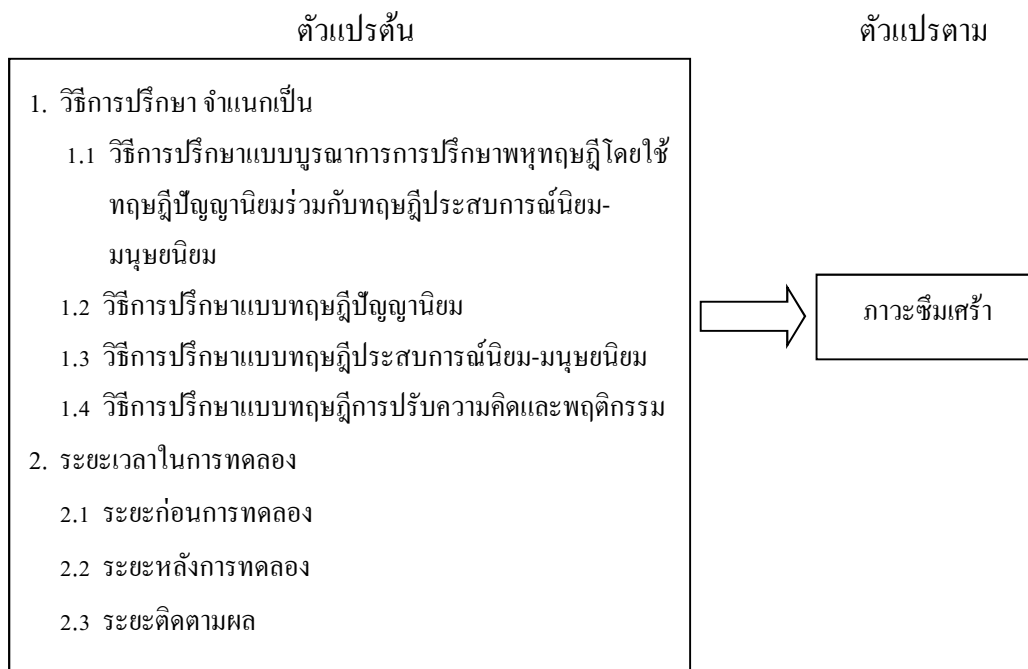 ตัวแปรต้น
ตัวแปรตาม
1. วิธีการปรึกษา จำแนกเป็น
1.1 วิธีการปรึกษาแบบบูรณาการการปรึกษาพหุทฤษฎีโดยใช้
ทฤษฎีปัญญานิยมร่วมกับทฤษฎีประสบการณ์นิยม-
มนุษยนิยม
1.2 วิธีการปรึกษาแบบทฤษฎีปัญญานิยม
1.3 วิธีการปรึกษาแบบทฤษฎีประสบการณ์นิยม-มนุษยนิยม
1.4 วิธีการปรึกษาแบบทฤษฎีการปรับความคิดและพฤติกรรม
2. ระยะเวลาในการทดลอง
2.1 ระยะก่อนการทดลอง
2.2 ระยะหลังการทดลอง
2.3 ระยะติดตามผล
ภาวะซึมเศร้า